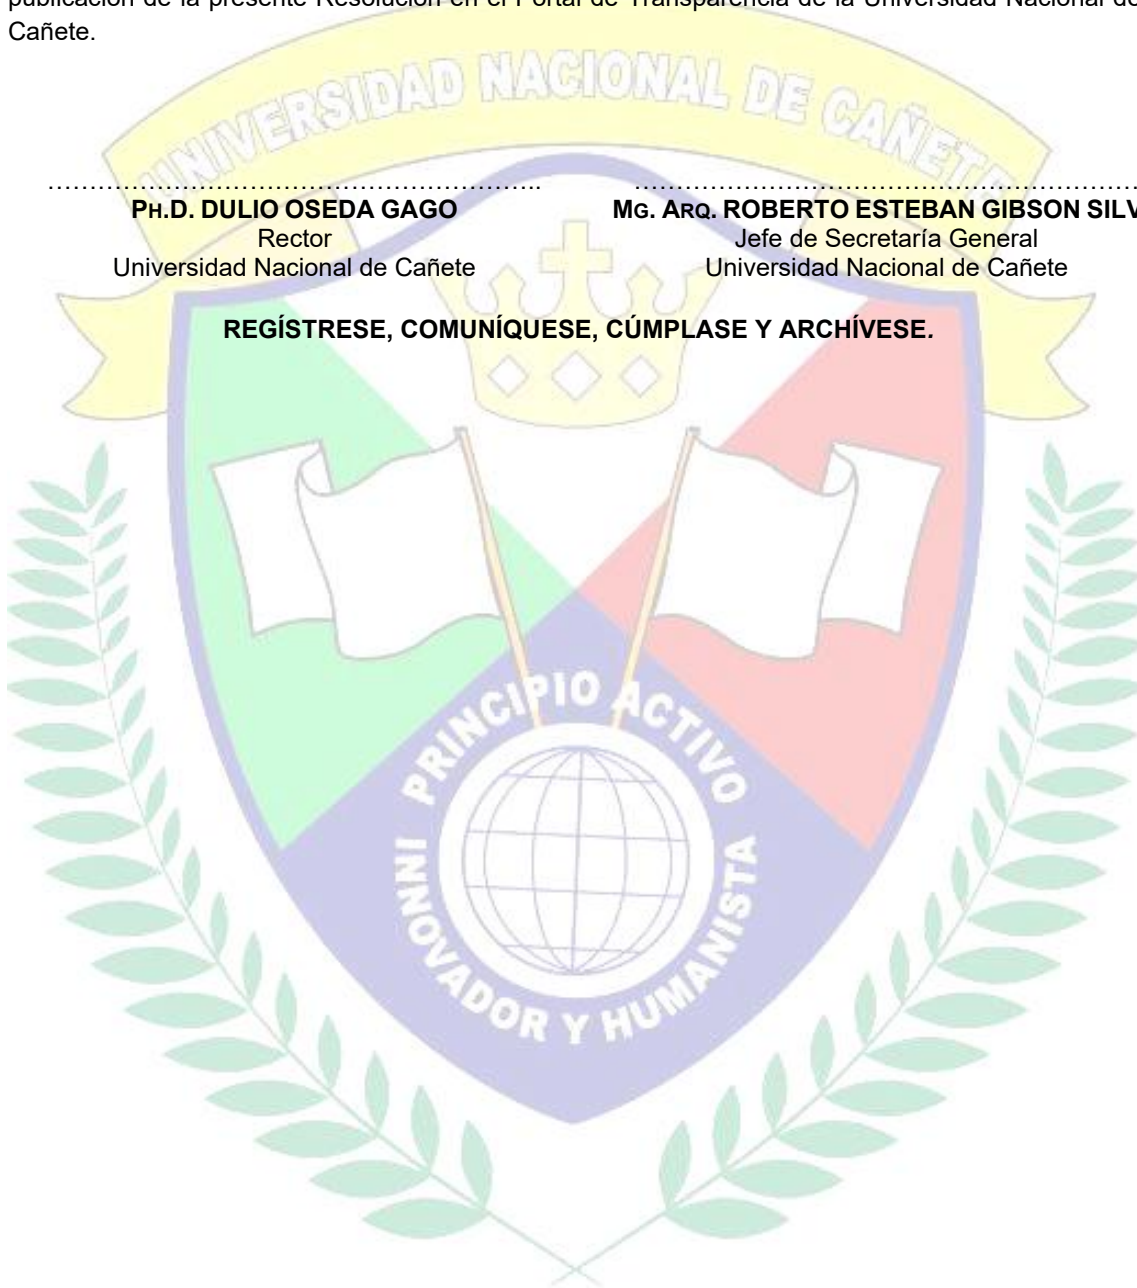 publicación de la presente Resolución en el Portal de Transparencia de la Universidad Nacional de
Cañete.
UNIVERSIDAD NACIONAL DE CAÑETE
PH.D. DULIO OSEDA GAGO
MG. ARQ. ROBERTO ESTEBAN GIBSON SILV
Rector
Jefe de Secretaría General
Universidad Nacional de Cañete
Universidad Nacional de Cañete
REGÍSTRESE, COMUNÍQUESE, CÚMPLASE Y ARCHÍVESE.
PRINCIPIO ACTIVO
INNOVADOR Y HUMANISTA